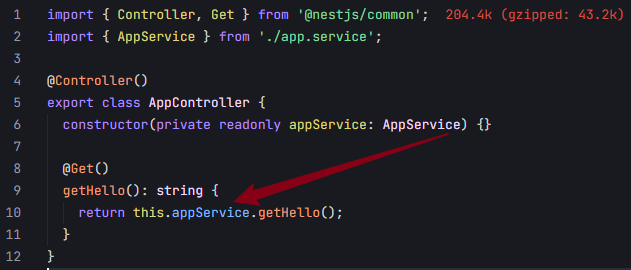 1 import { Controller, Get } from '@nestjs/common'; 204.4k (gzipped: 43.2k)
2 import { AppService } from './app.service';
3
4 @Controller()
5 export class AppController {
6 constructor(private readonly appService: AppService) {}
7
8 @Get()
9 getHello(): string {
10 return this.appService.getHello();
11 }
12 }